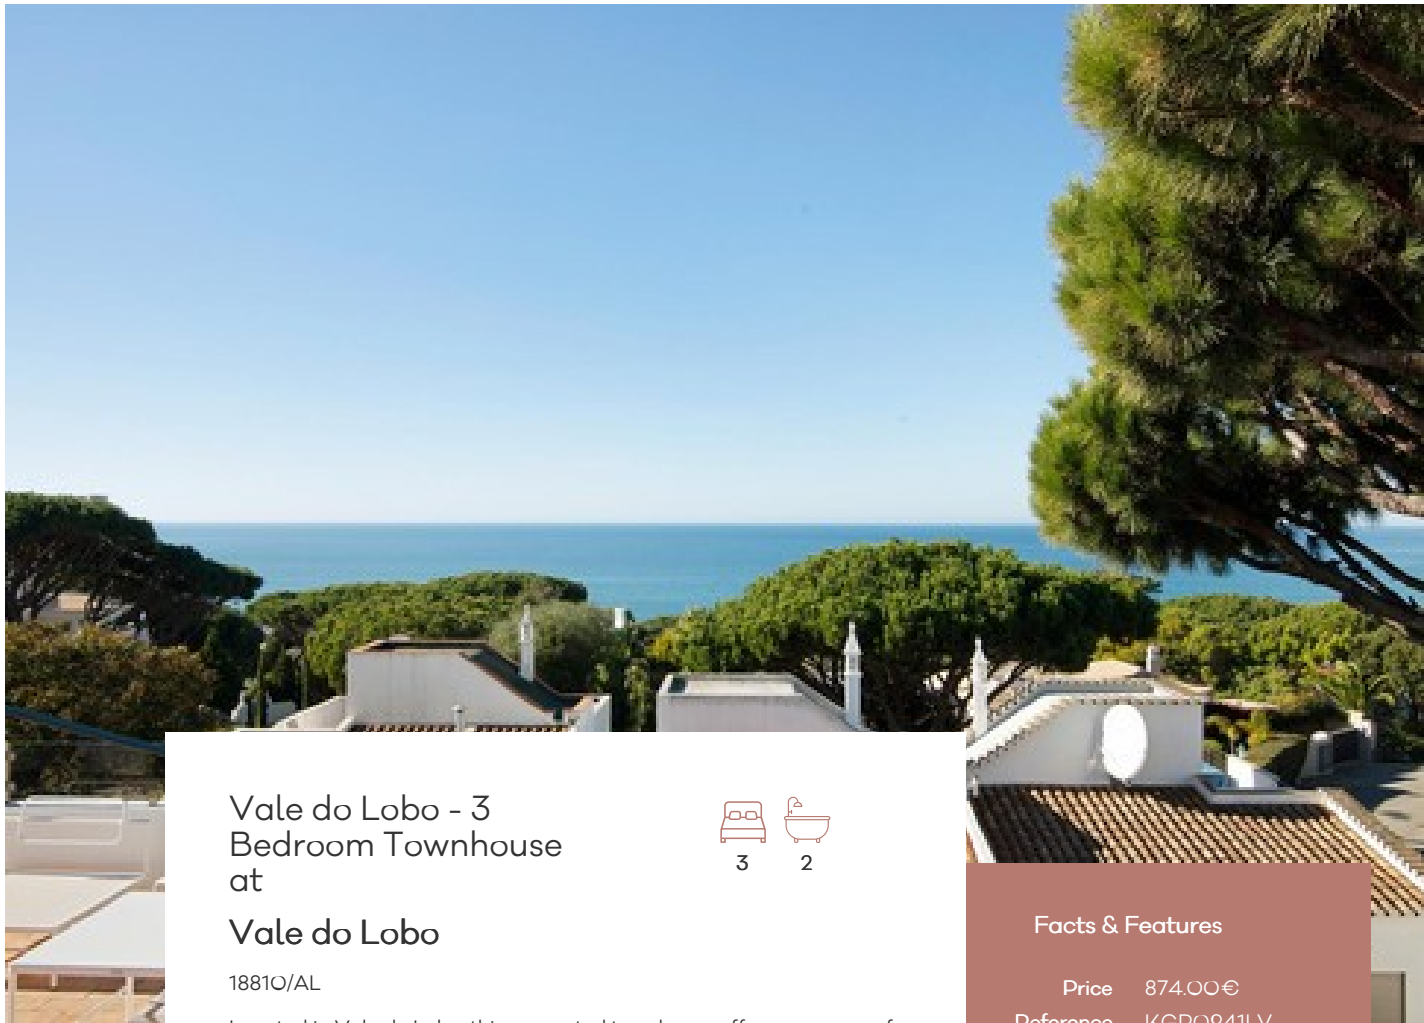 Vale do Lobo - 3
Bedroom Townhouse
at
3 2
Vale do Lobo
18810/AL
Facts & Features
Price 874.00€
Reference